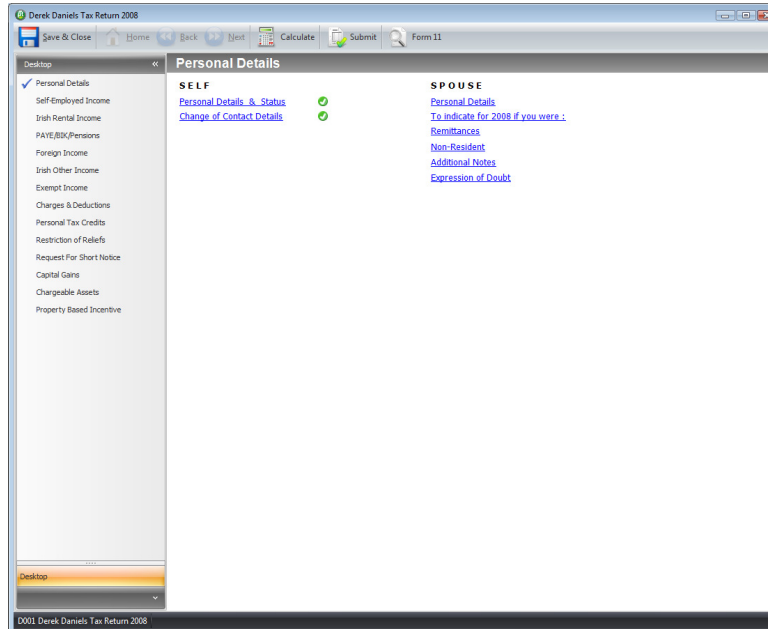 Derek Daniels Tax Return 2008
Save & Close Home Back Next Calculate Submit Form 11
Desktop «
Personal Details
Self-Employed Income
Irish Rental Income
PAYE/BIK/Pensions
Foreign Income
Irish Other Income
Exempt Income
Charges & Deductions
Personal Tax Credits
Restriction of Reliefs
Request For Short Notice
Capital Gains
Chargeable Assets
Property Based Incentive
Desktop
Personal Details
SELF
Personal Details & Status
Change of Contact Details
SPOUSE
Personal Details
To indicate for 2008 if you were :
Remittances
Non-Resident
Additional Notes
Expression of Doubt
D001 Derek Daniels Tax Return 2008